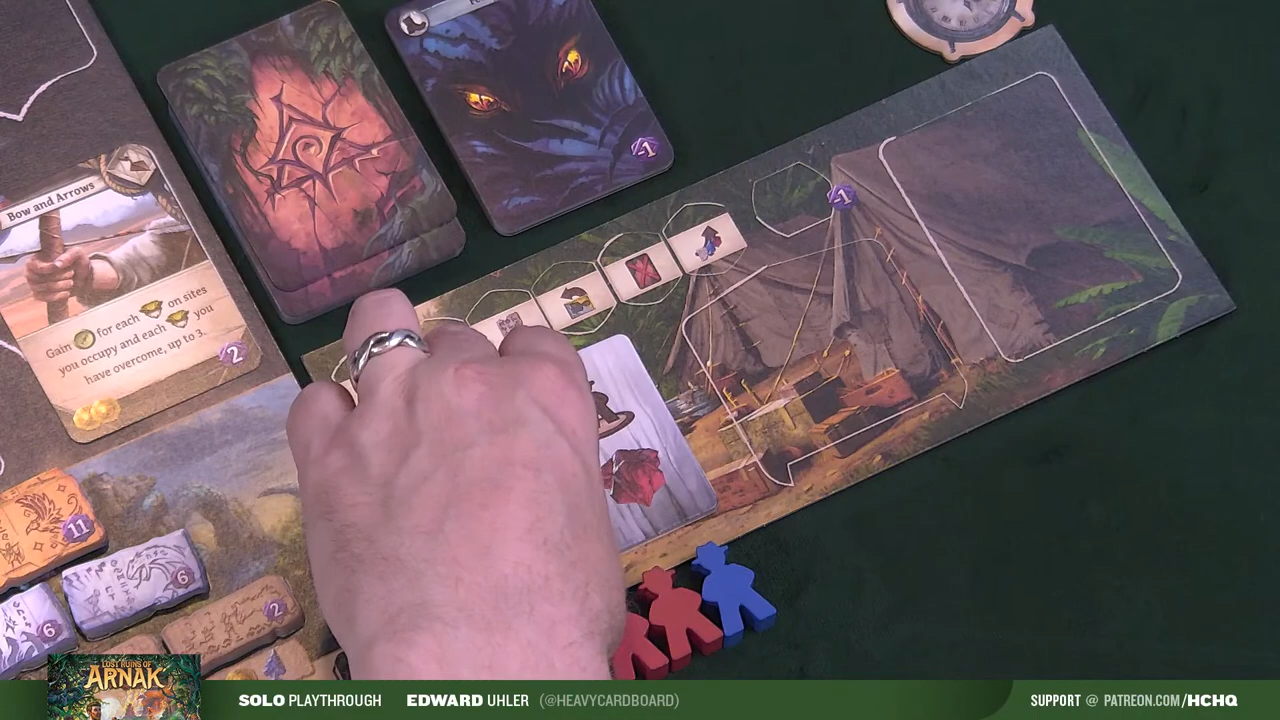 -1
-1
Bow and Arrows
Gain for each on sites
you occupy and each you
have overcome, up to 3.
2
11
6
6
2
LOST RUINS OF
ARNAK
SOLO PLAYTHROUGH EDWARD UHLER (@HEAVYCARDBOARD)
SUPPORT @ PATREON.COM/HCHQ